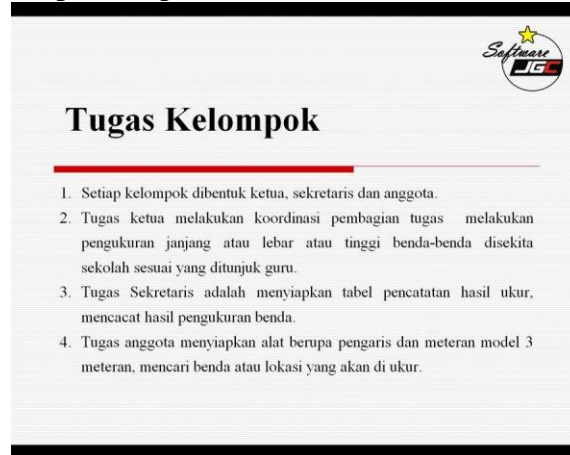 Software
JGC
Tugas Kelompok
1. Setiap kelompok dibentuk ketua, sekretaris dan anggota.
2. Tugas ketua melakukan koordinasi pembagian tugas melakukan
pengukuran janjang atau lebar atau tinggi benda-benda disekita
sekolah sesuai yang ditunjuk guru.
3. Tugas Sekretaris adalah menyiapkan tabel pencatatan hasil ukur,
mencacat hasil pengukuran benda.
4. Tugas anggota menyiapkan alat berupa pengaris dan meteran model 3
meteran, mencari benda atau lokasi yang akan di ukur.